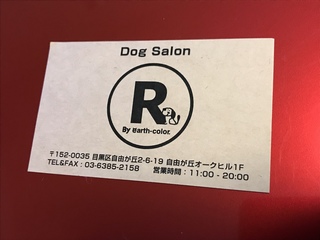 Dog Salon
R
By earth-color.
〒152-0035 目黒区自由が丘2-6-19 自由が丘オークヒル1F
TEL&FAX : 03-6385-2158 営業時間 : 11:00 - 20:00